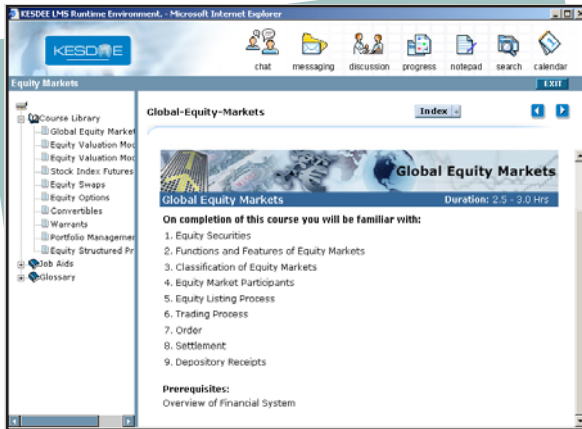 KESDEE LMS Runtime Environment. - Microsoft Internet Explorer
KESDEE
chat messaging discussion progress notepad search calendar
Equity Markets EXIT
Course Library
Global Equity Market
Equity Valuation Mod
Equity Valuation Mod
Stock Index Futures
Equity Swaps
Equity Options
Convertibles
Warrants
Portfolio Managemen
Equity Structured Pr
Job Aids
Glossary
Global-Equity-Markets Index
Global Equity Markets
Global Equity Markets Duration: 2.5 - 3.0 Hrs
On completion of this course you will be familiar with:
1. Equity Securities
2. Functions and Features of Equity Markets
3. Classification of Equity Markets
4. Equity Market Participants
5. Equity Listing Process
6. Trading Process
7. Order
8. Settlement
9. Depository Receipts
Prerequisites:
Overview of Financial System